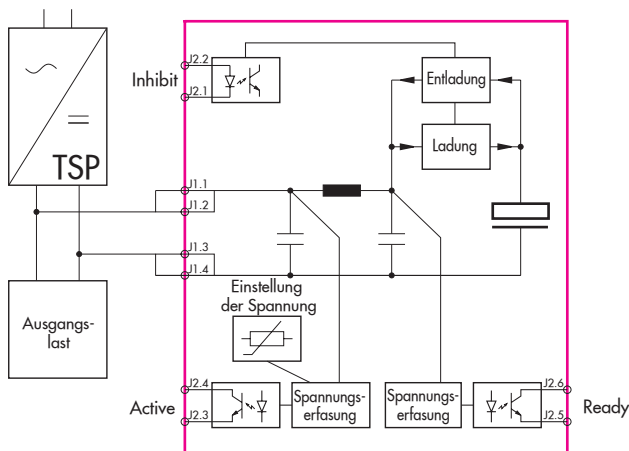 TSP
Ausgangs-
last
Inhibit
J2.2
J2.1
Entladung
Ladung
J1.1
J1.2
J1.3
J1.4
Einstellung
der Spannung
Active
J2.4
J2.3
Spannungs-
erfasung
Spannungs-
erfasung
J2.6
J2.5
Ready